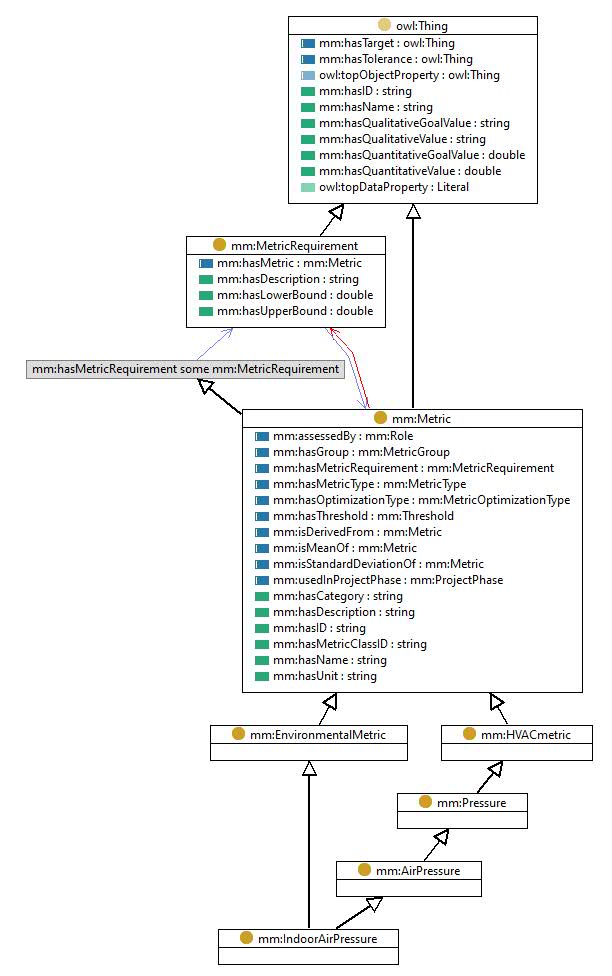 owl:Thing
mm:hasTarget : owl:Thing
mm:hasTolerance : owl:Thing
owl:topObjectProperty : owl:Thing
mm:hasID : string
mm:hasName : string
mm:hasQualitativeGoalValue : string
mm:hasQualitativeValue : string
mm:hasQuantitativeGoalValue : double
mm:hasQuantitativeValue : double
owl:topDataProperty : Literal
mm:MetricRequirement
mm:hasMetric : mm:Metric
mm:hasDescription : string
mm:hasLowerBound : double
mm:hasUpperBound : double
mm:hasMetricRequirement some mm:MetricRequirement
mm:Metric
mm:assessedBy : mm:Role
mm:hasGroup : mm:MetricGroup
mm:hasMetricRequirement : mm:MetricRequirement
mm:hasMetricType : mm:MetricType
mm:hasOptimizationType : mm:MetricOptimizationType
mm:hasThreshold : mm:Threshold
mm:isDerivedFrom : mm:Metric
mm:isMeanOf : mm:Metric
mm:isStandardDeviationOf : mm:Metric
mm:usedInProjectPhase : mm:ProjectPhase
mm:hasCategory : string
mm:hasDescription : string
mm:hasID : string
mm:hasMetricClassID : string
mm:hasName : string
mm:hasUnit : string
mm:EnvironmentalMetric
mm:HVACmetric
mm:Pressure
mm:AirPressure
mm:IndoorAirPressure